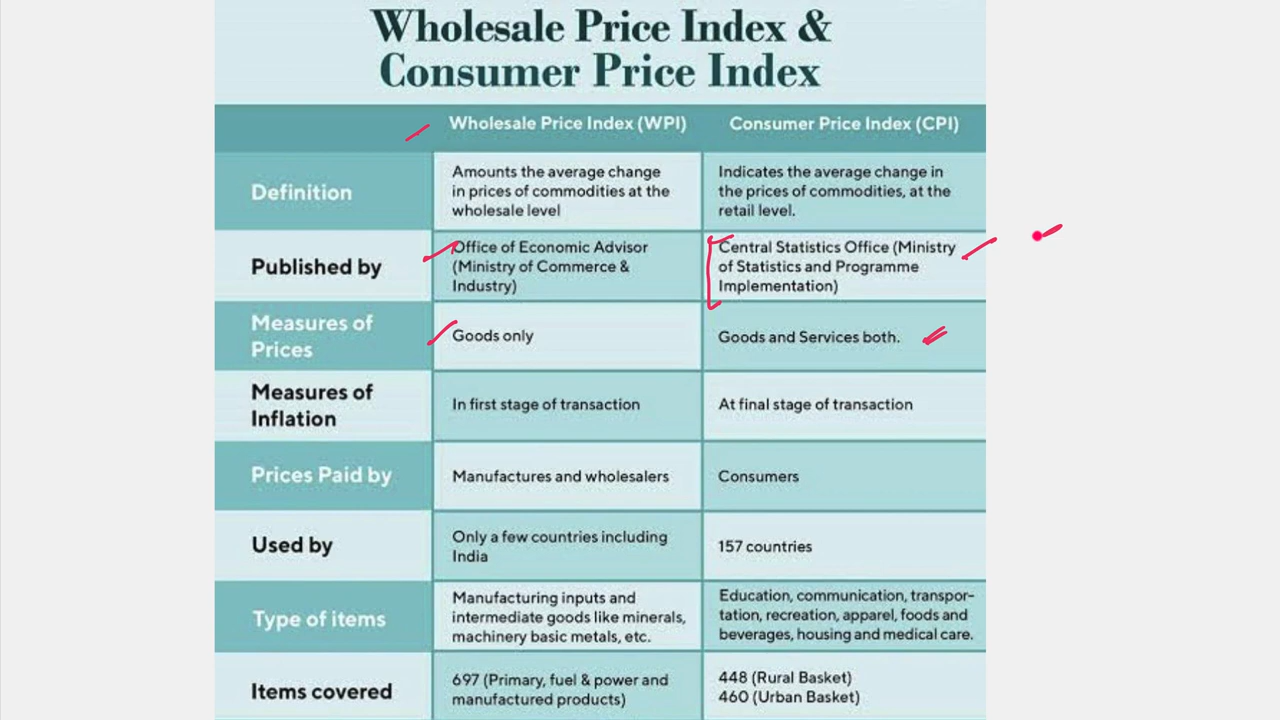 Wholesale Price Index &
Consumer Price Index
Wholesale Price Index (WPI)
Consumer Price Index (CPI)
Definition
Amounts the average change
in prices of commodities at the
wholesale level
Indicates the average change in
the prices of commodities, at the
retail level.
Published by
Office of Economic Advisor
(Ministry of Commerce &
Industry)
Central Statistics Office (Ministry
of Statistics and Programme
Implementation)
Measures of
Prices
Goods only
Goods and Services both.
Measures of
Inflation
In first stage of transaction
At final stage of transaction
Prices Paid by
Manufactures and wholesalers
Consumers
Used by
Only a few countries including
India
157 countries
Type of items
Manufacturing inputs and
intermediate goods like minerals,
machinery basic metals, etc.
Education, communication, transpor-
tation, recreation, apparel, foods and
beverages, housing and medical care.
Items covered
697 (Primary, fuel & power and
manufactured products)
448 (Rural Basket)
460 (Urban Basket)